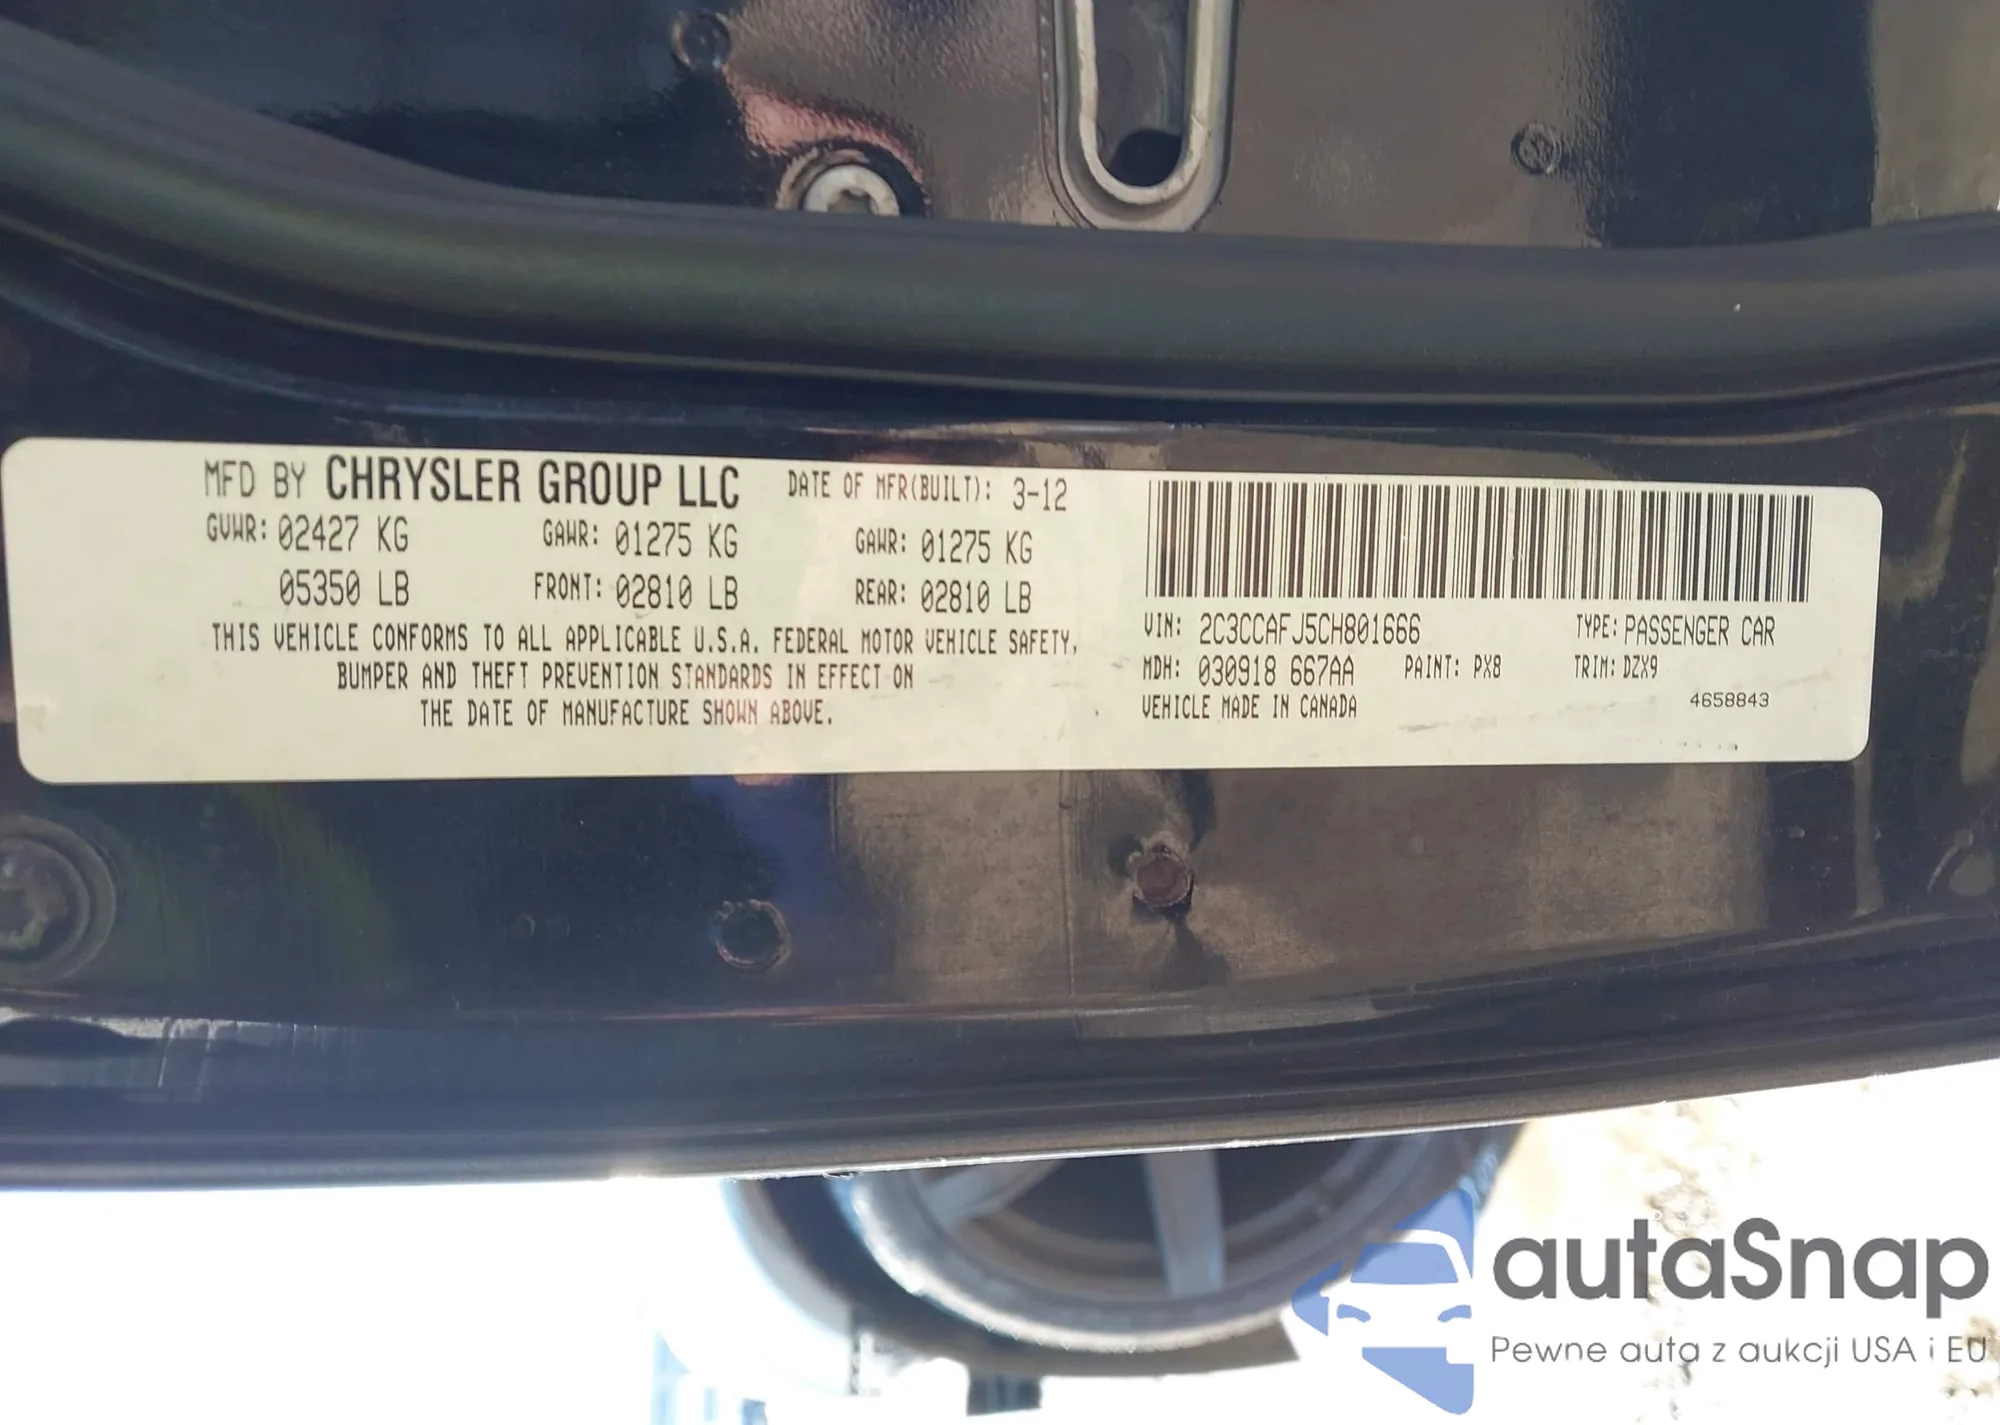 MFD BY CHRYSLER GROUP LLC DATE OF MFR(BUILT): 3-12
GVWR: 02427 KG GAWR: 01275 KG GAWR: 01275 KG
05350 LB FRONT: 02810 LB REAR: 02810 LB
THIS VEHICLE CONFORMS TO ALL APPLICABLE U.S.A. FEDERAL MOTOR VEHICLE SAFETY,
BUMPER AND THEFT PREVENTION STANDARDS IN EFFECT ON
THE DATE OF MANUFACTURE SHOWN ABOVE.
VIN: 2C3CCAFJ5CH801666 TYPE: PASSENGER CAR
MDH: 030918 667AA PAINT: PX8 TRIM: DZX9
VEHICLE MADE IN CANADA 4658843
autaSnap
Pewne auta z aukcji USA i EU